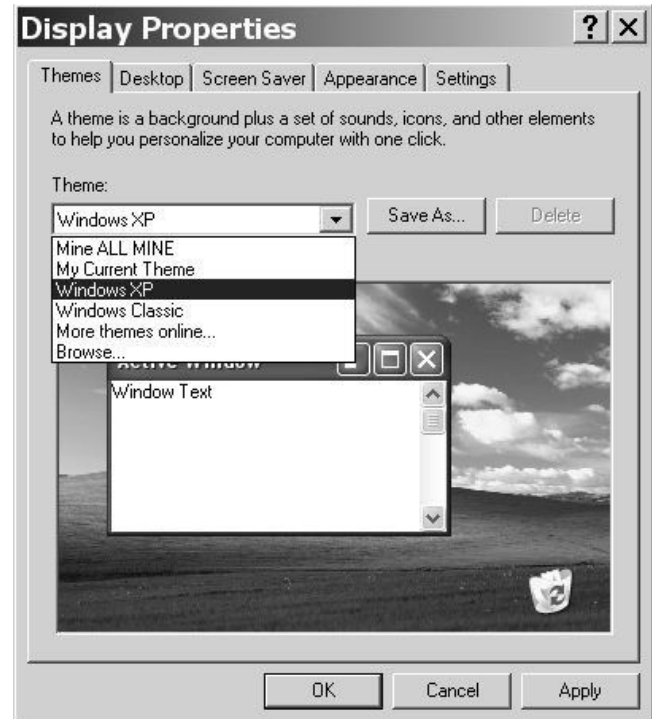 Display Properties
Themes Desktop Screen Saver Appearance Settings
A theme is a background plus a set of sounds, icons, and other elements
to help you personalize your computer with one click.
Theme:
Windows XP Save As... Delete
Mine ALL MINE
My Current Theme
Windows XP
Windows Classic
More themes online...
Browse...
Active Window
Window Text
OK Cancel Apply